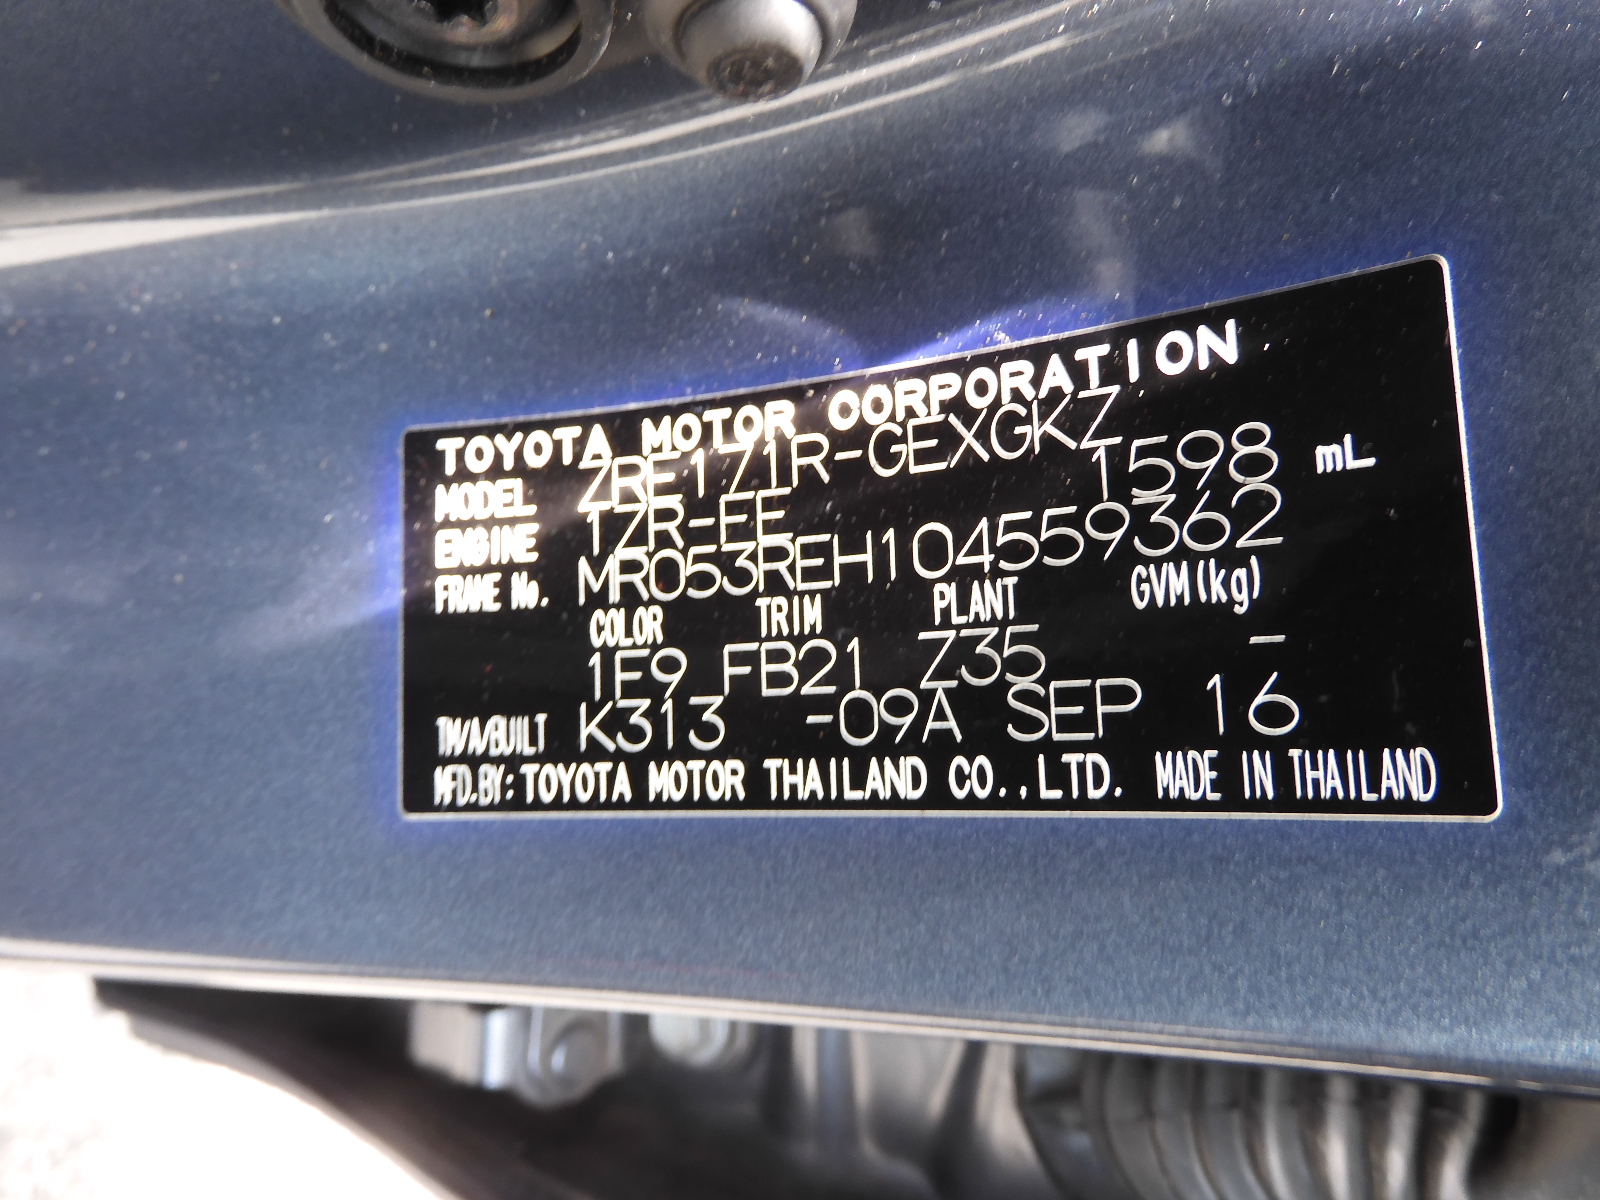 TOYOTA MOTOR CORPORATION
MODEL ZRE171R-GEXGKZ
ENGINE 1ZR-FE 1598 mL
FRAME No. MR053REH104559362
COLOR TRIM PLANT GVM(kg)
1F9 FB21 Z35 -
TM/A/BUILT K313 -09A SEP 16
MFD.BY: TOYOTA MOTOR THAILAND CO.,LTD. MADE IN THAILAND